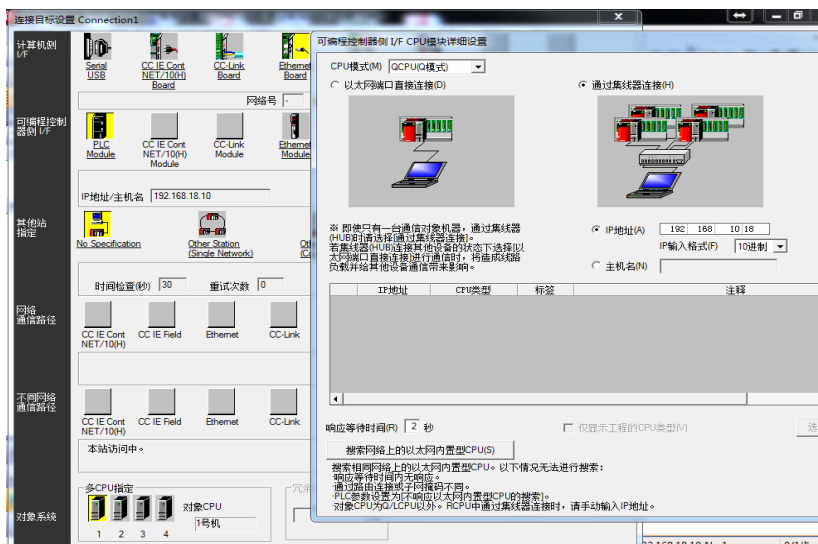 连接目标设置 Connection1
计算机侧
I/F
Serial
USB
CC IE Cont
NET/10(H)
Board
CC-Link
Board
Ethernet
Board
网络号 -
可编程控制
器侧 I/F
PLC
Module
CC IE Cont
NET/10(H)
Module
CC-Link
Module
Ethernet
Module
IP地址/主机名 192.168.18.10
其他站
指定
No Specification
Other Station
(Single Network)
时间检查(秒) 30 重试次数 0
网络
通信路径
CC IE Cont
NET/10(H)
CC IE Field
Ethernet
CC-Link
不同网络
通信路径
CC IE Cont
NET/10(H)
CC IE Field
Ethernet
CC-Link
本站访问中。
对象系统
多CPU指定
1 2 3 4
对象CPU
1号机
可编程控制器侧 I/F CPU模块详细设置
CPU模式(M) QCPU(Q模式)
以太网端口直接连接(D)
通过集线器连接(H)
※ 即使只有一台通信对象机器，通过集线器
(HUB)时请选择[通过集线器连接]。
若集线器(HUB)连接其他设备的状态下选择[以
太网端口直接连接]进行通信时，将造成线路
负载并给其他设备通信带来影响。
IP地址(A) 192 168 10 18
IP输入格式(F) 10进制
主机名(N)
IP地址 CPU类型 标签 注释
响应等待时间(R) 2 秒
仅显示工程的CPU类型(V)
搜索网络上的以太网内置型CPU(S)
搜索相同网络上的以太网内置型CPU。以下情况无法进行搜索：
·响应等待时间内无响应。
·通过路由连接或子网掩码不同。
·PLC参数设置为[不响应以太网内置型CPU的搜索]。
·对象CPU为Q/LCPU以外。RCPU中通过集线器连接时，请手动输入IP地址。